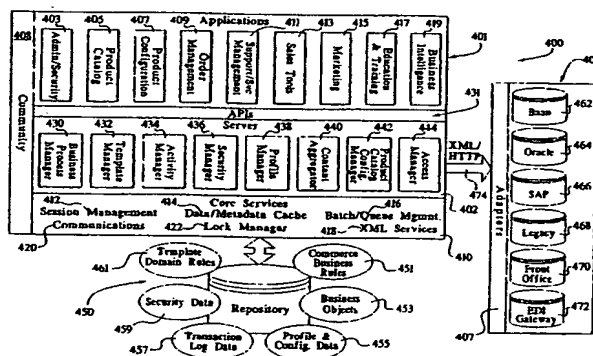 Applications
403 405 407 409 411 413 415 417 419
Admin/Security
Product Catalog
Product Configuration
Order Management
Support/Svc Management
Sales Tools
Marketing
Education & Training
Business Intelligence
408
Community
401
431
APIs
Server
430 432 434 436 438 440 442 444
Business Process Manager
Template Manager
Activity Manager
Security Manager
Profile Manager
Content Aggregator
Product Catalog/Config. Manager
Access Manager
XML/
HTTP
474
402
Core Services
412 414 416
Session Management
Data/Metadata Cache
Batch/Queue Mgmt.
420
Communications
422
Lock Manager
418
XML Services
410
400
Adapters
407
Baan
462
Oracle
464
SAP
466
Legacy
468
Front Office
470
EDI Gateway
472
461
Template Domain Roles
Commerce Business Rules
451
450
Security Data
459
Repository
Business Objects
453
457
Transaction Log Data
Profile & Config. Data
455